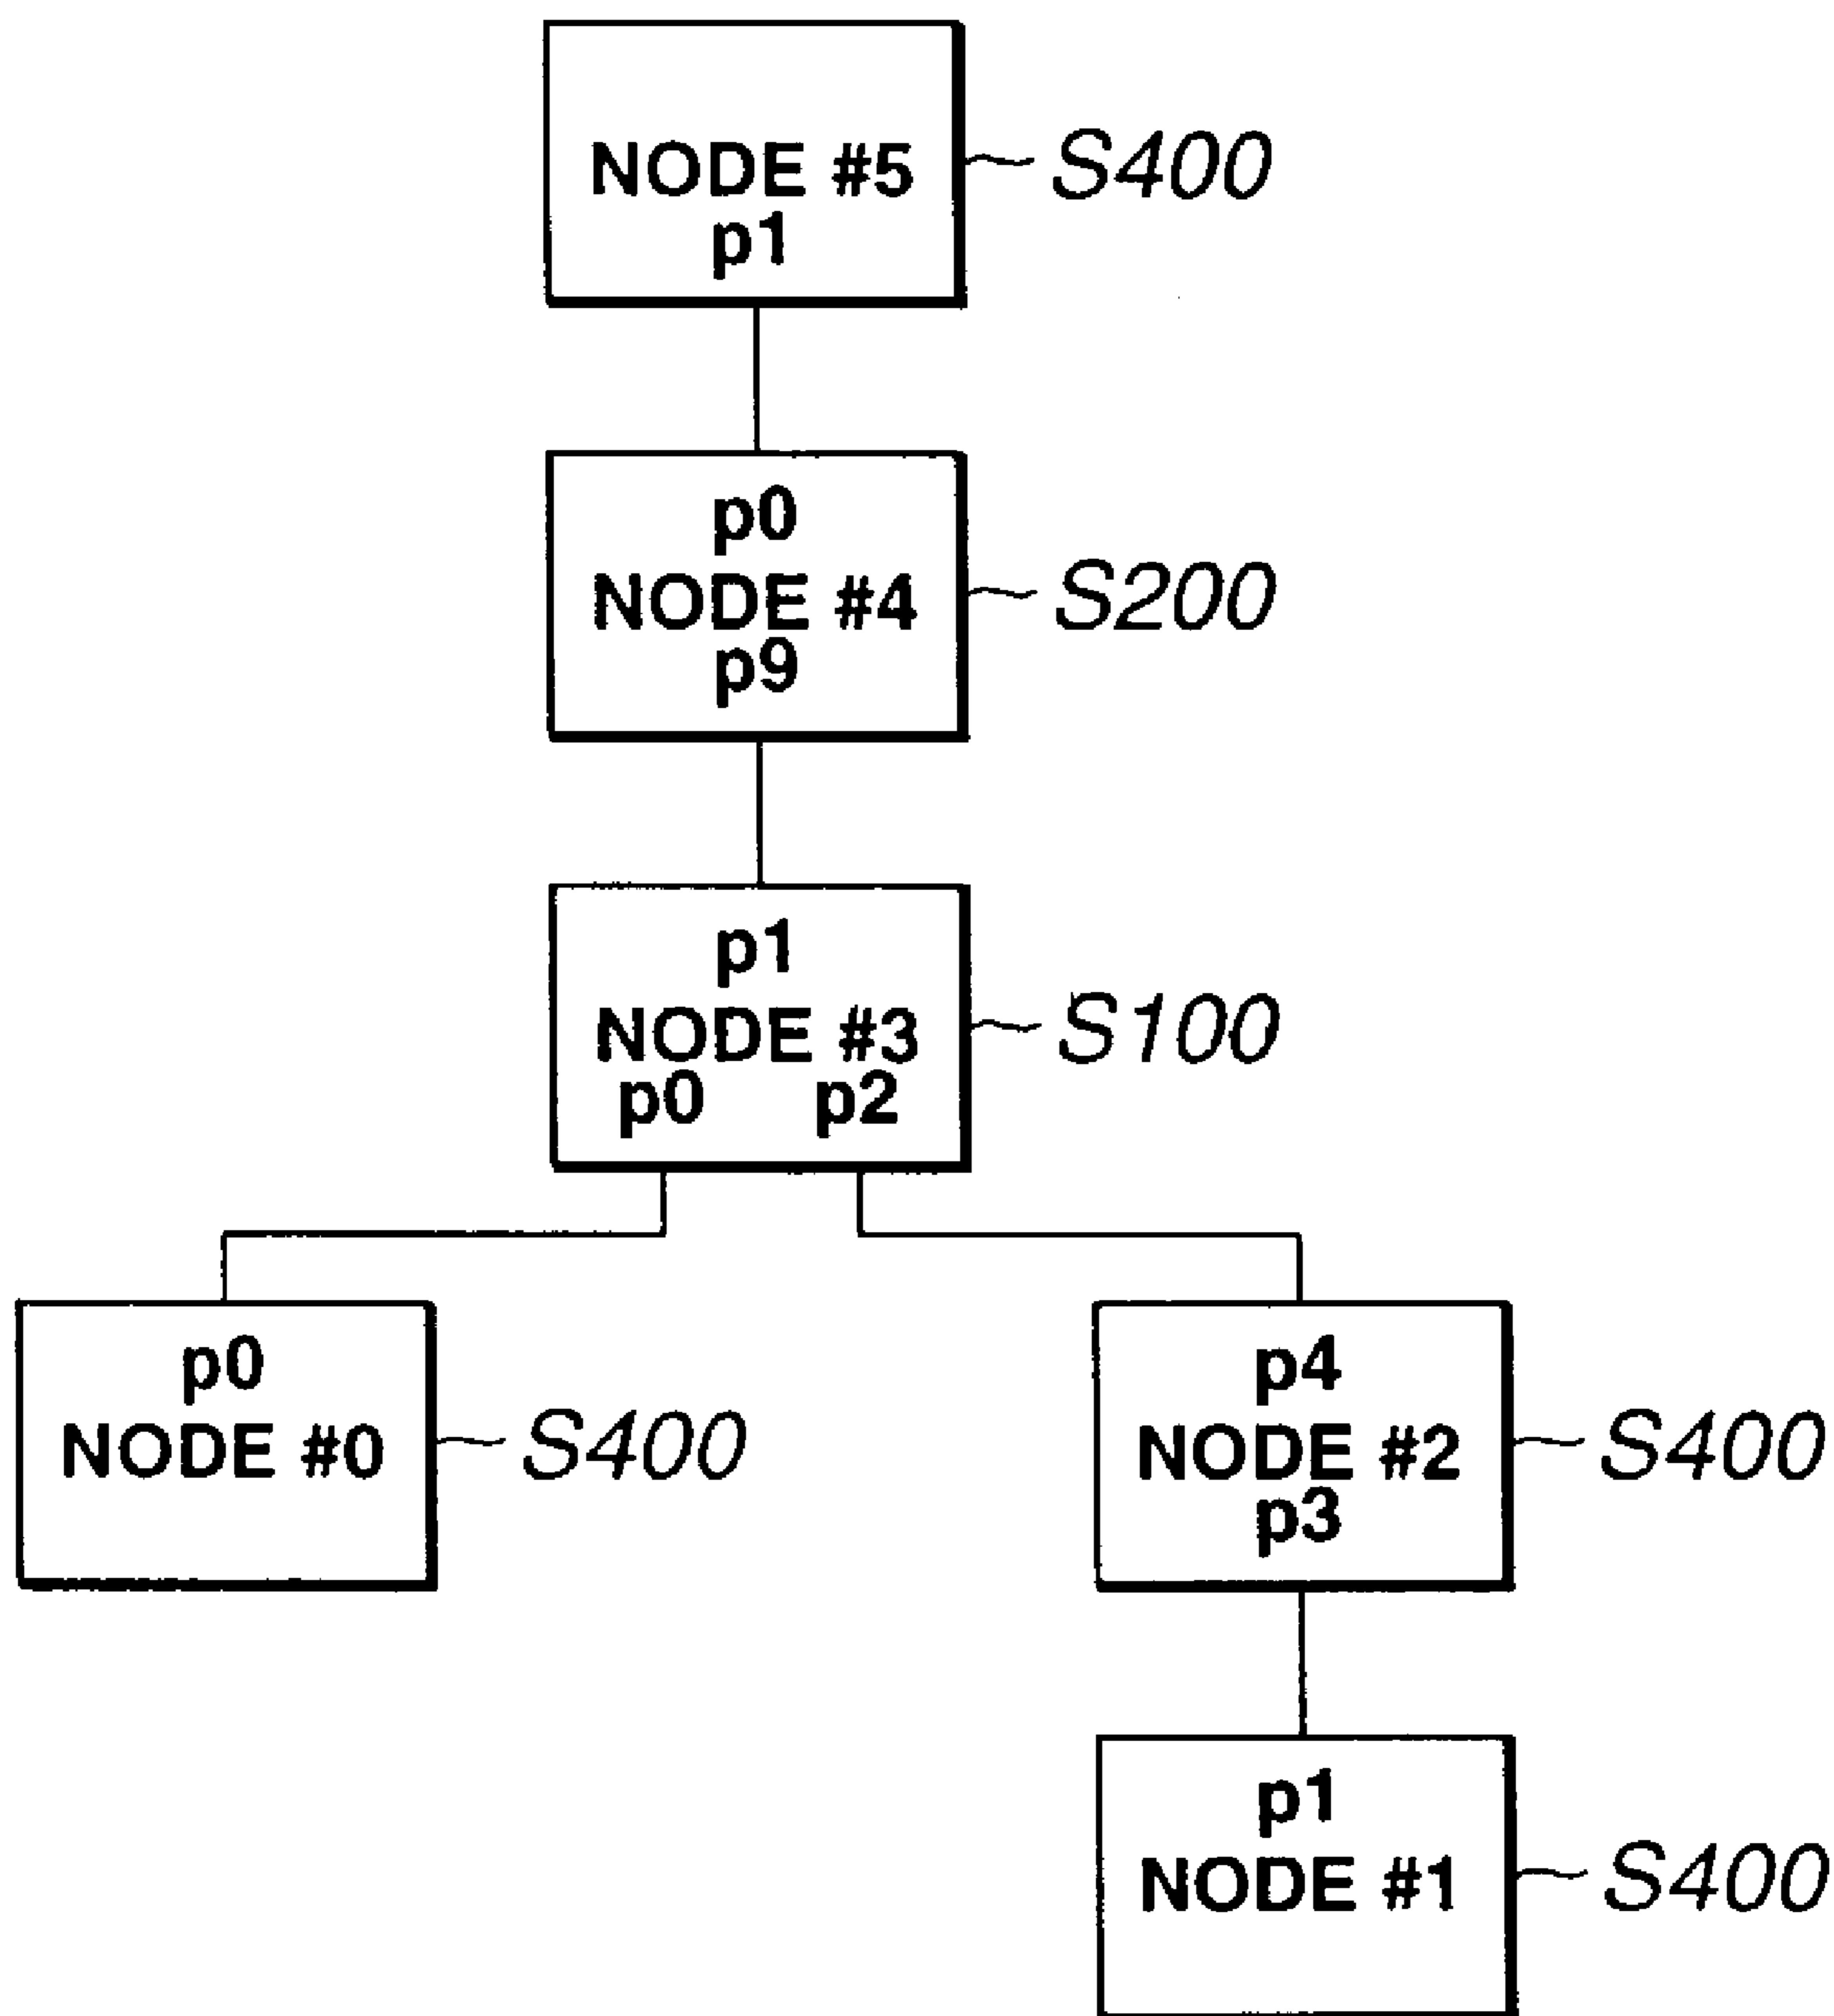 NODE #5
p1
S400
p0
NODE #4
p9
S200
p1
NODE #3
p0 p2
S100
p0
NODE #0
S400
p4
NODE #2
p3
S400
p1
NODE #1
S400